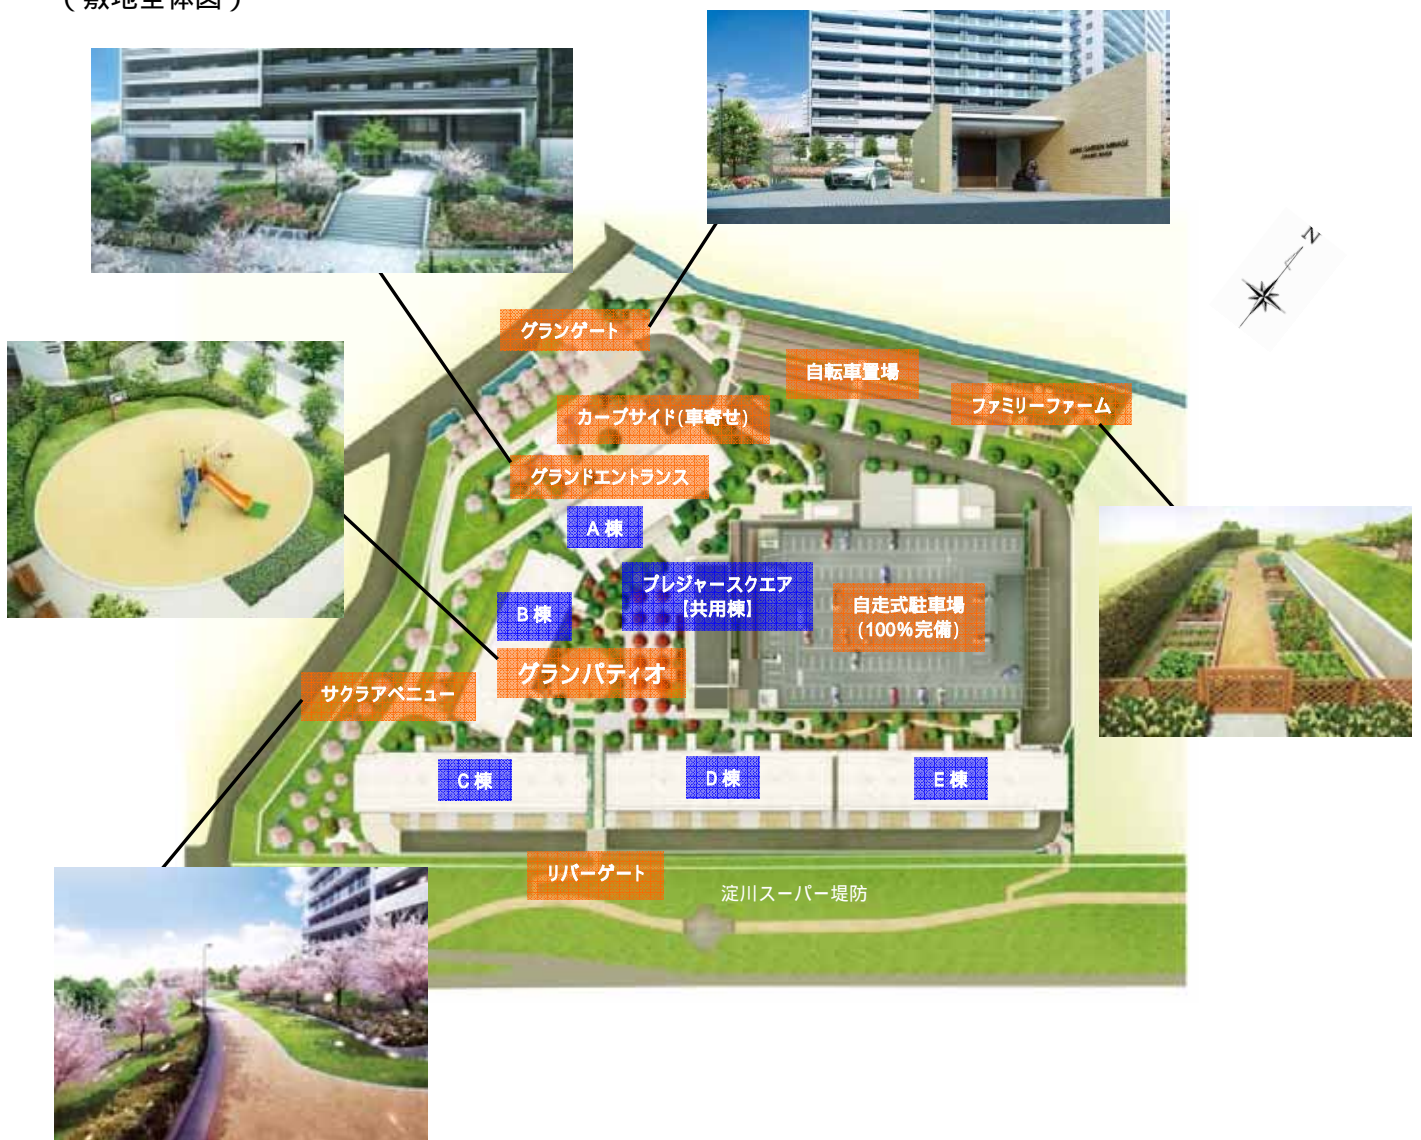 （敷地全体図）
N
グランゲート
自転車置場
ファミリーファーム
カーブサイド(車寄せ)
グランドエントランス
A棟
プレジャースクエア
【共用棟】
自走式駐車場
(100%完備)
B棟
グランパティオ
サクラアベニュー
C棟
D棟
E棟
リバーゲート
淀川スーパー堤防